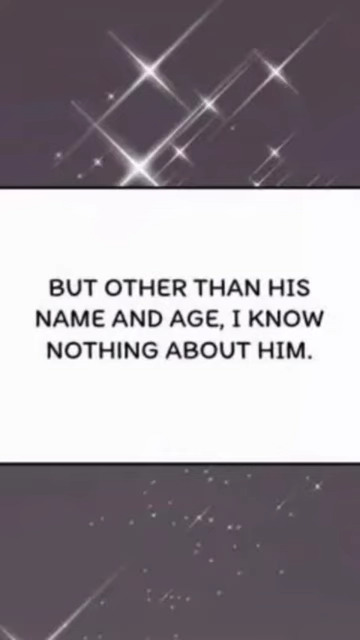 BUT OTHER THAN HIS
NAME AND AGE, I KNOW
NOTHING ABOUT HIM.